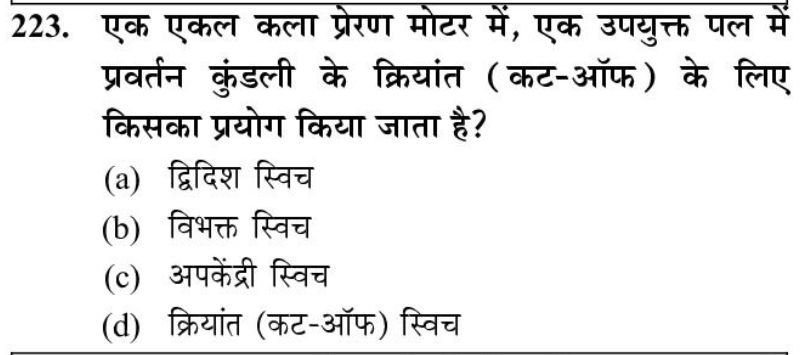 223. एक एकल कला प्रेरण मोटर में, एक उपयुक्त पल में
प्रवर्तन कुंडली के क्रियांत (कट-ऑफ) के लिए
किसका प्रयोग किया जाता है?
(a) द्विदिश स्विच
(b) विभक्त स्विच
(c) अपकेंद्री स्विच
(d) क्रियांत (कट-ऑफ) स्विच